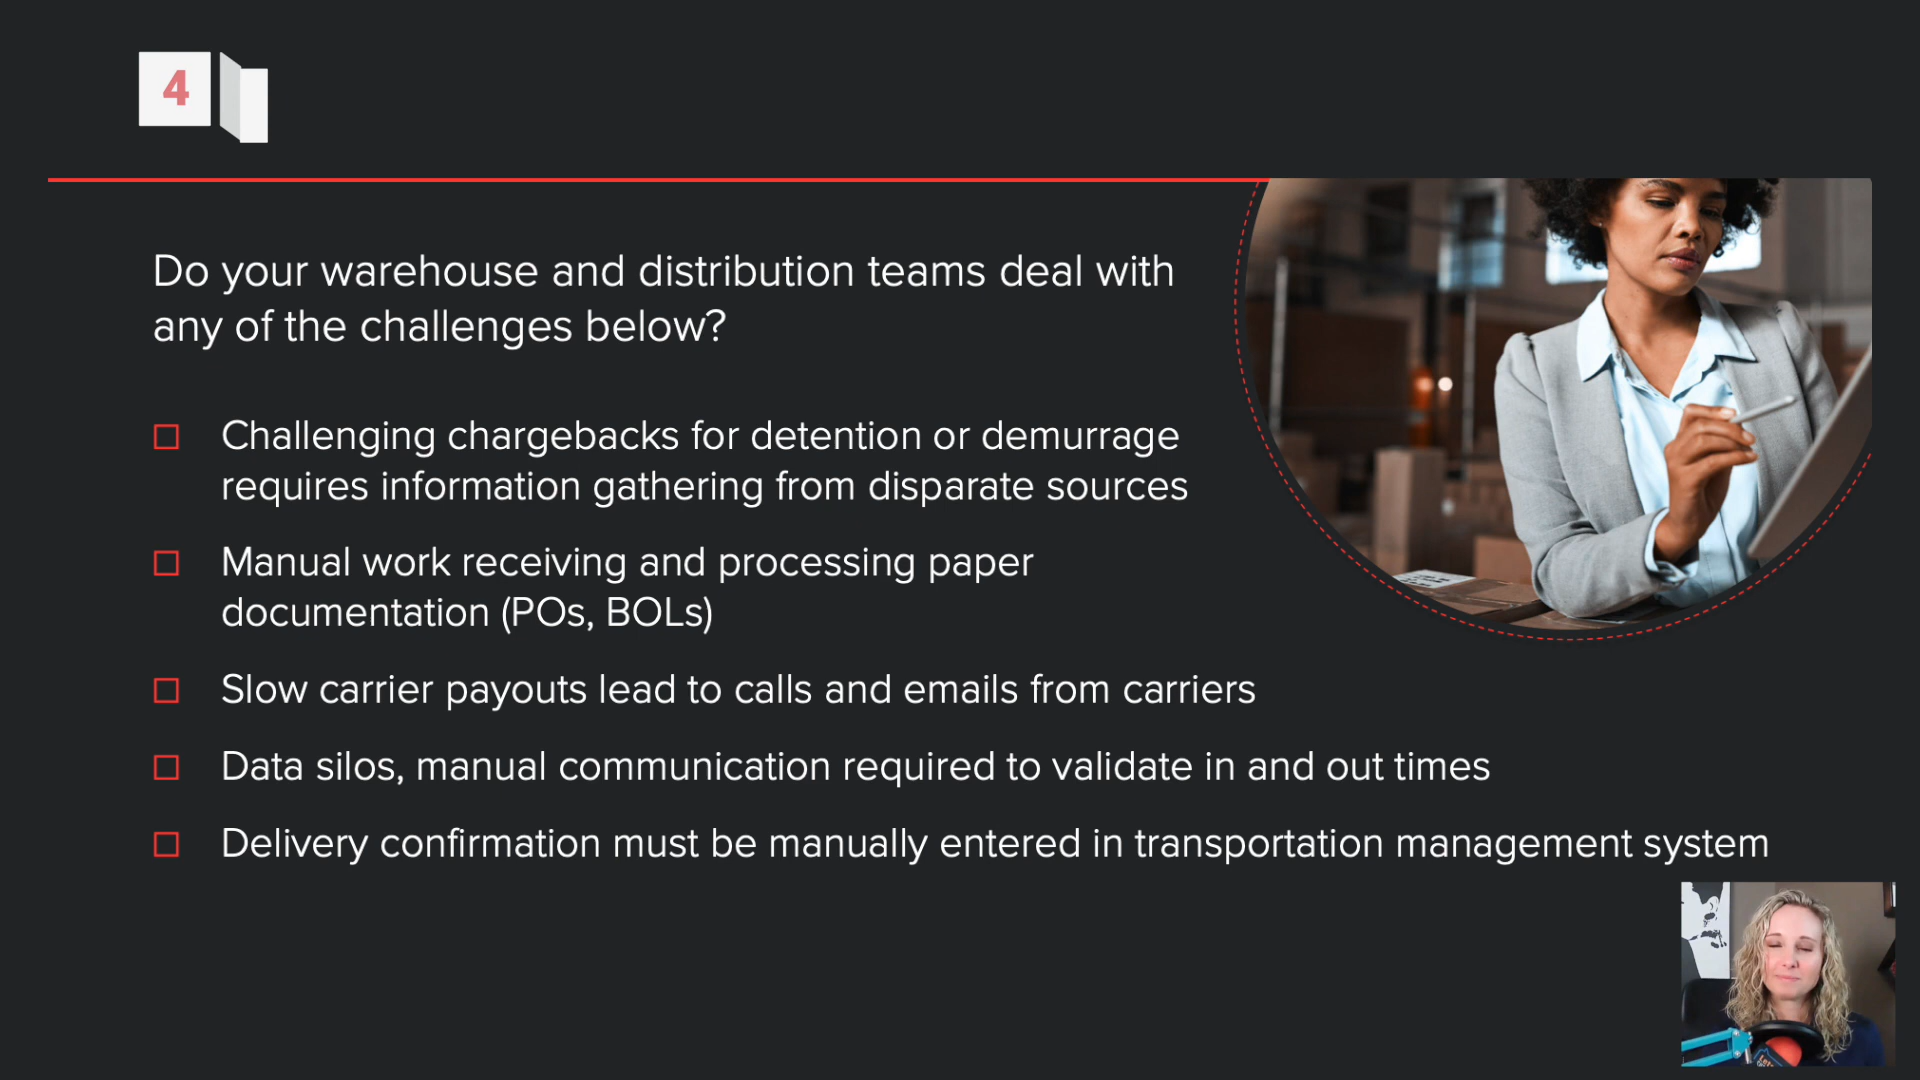 4
Do your warehouse and distribution teams deal with
any of the challenges below?
Challenging chargebacks for detention or demurrage
requires information gathering from disparate sources
Manual work receiving and processing paper
documentation (POs, BOLs)
Slow carrier payouts lead to calls and emails from carriers
Data silos, manual communication required to validate in and out times
Delivery confirmation must be manually entered in transportation management system